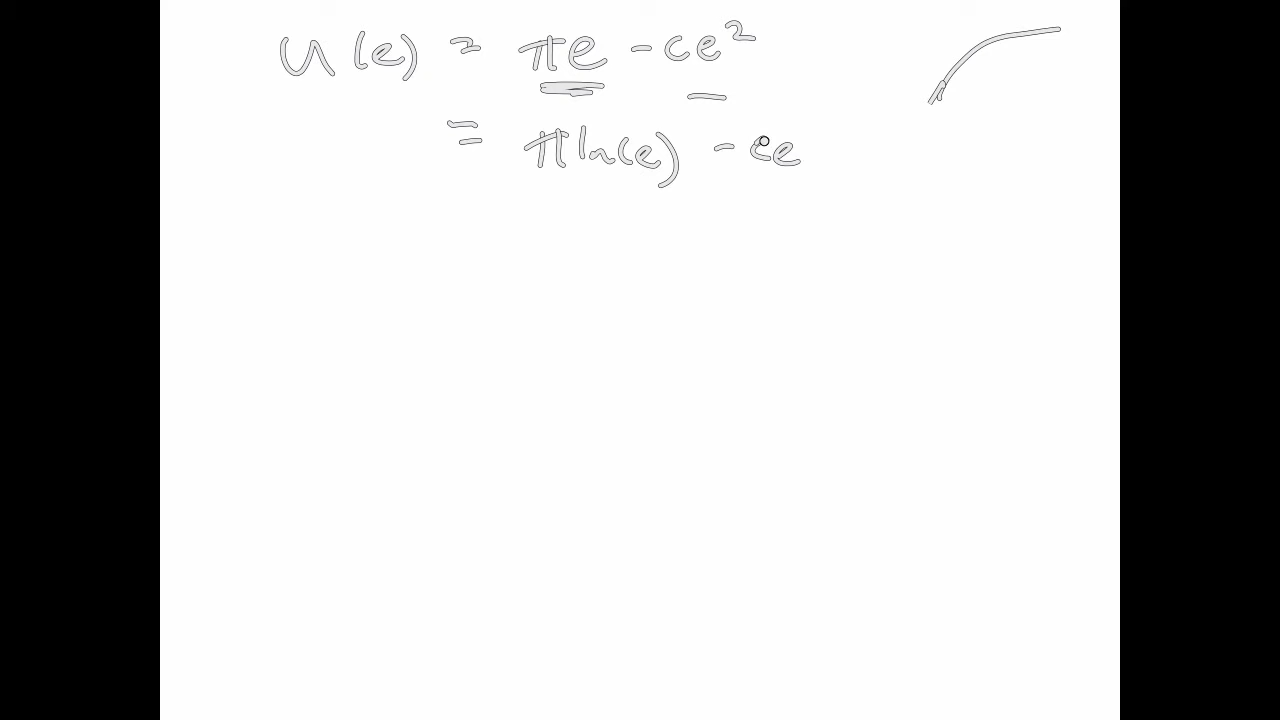 u(e) = πe - ce²
= π ln(e) - ce